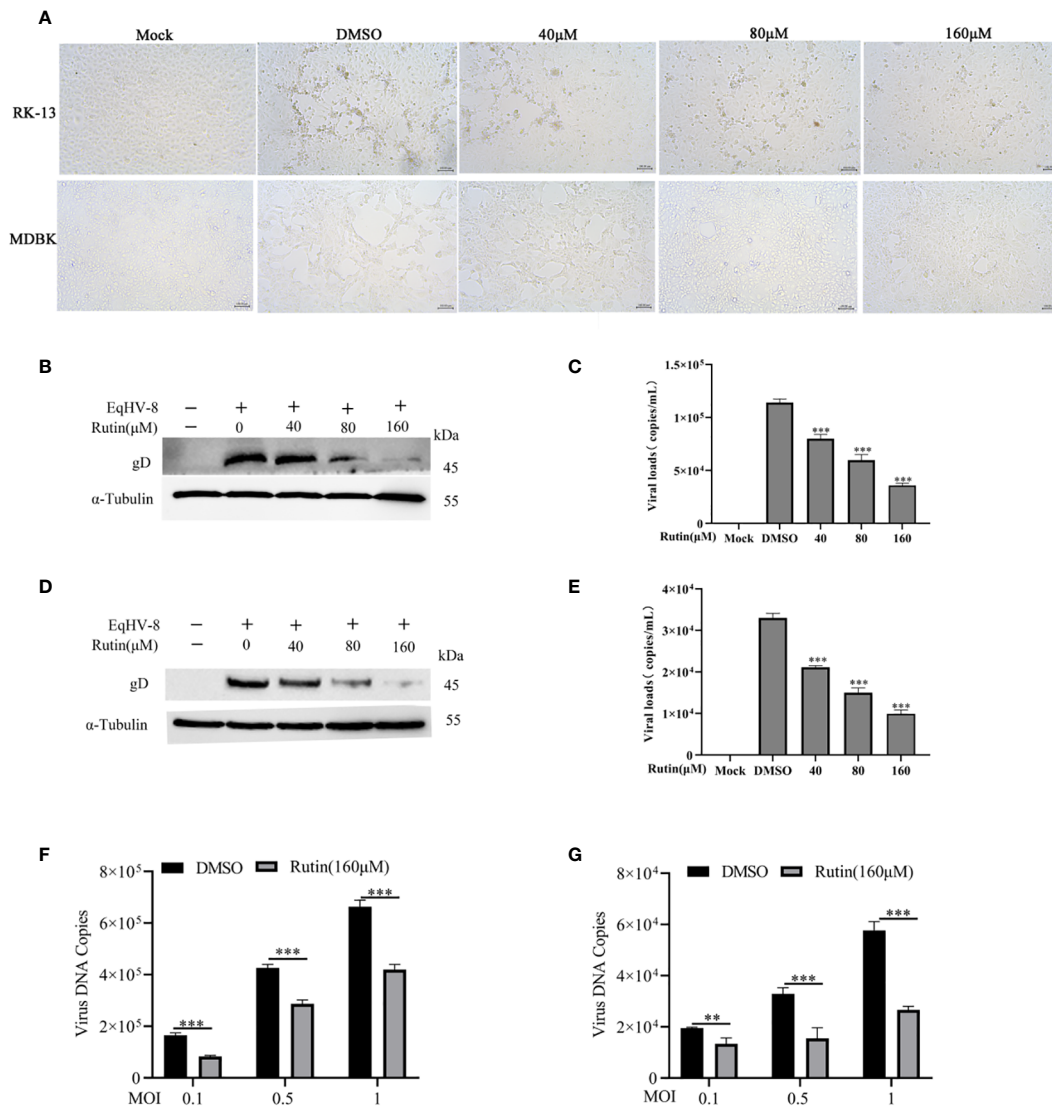 A
Mock DMSO 40μM 80μM 160μM
RK-13
MDBK
B
EqHV-8 − + + + +
Rutin(μM) − 0 40 80 160 kDa
gD 45
α-Tubulin 55
C
Viral loads( copies/mL)
1.5×10⁵
1×10⁵
5×10⁴
0
*** *** ***
Rutin(μM) Mock DMSO 40 80 160
D
EqHV-8 − + + + +
Rutin(μM) − 0 40 80 160 kDa
gD 45
α-Tubulin 55
E
Viral loads( copies/mL)
4×10⁴
3×10⁴
2×10⁴
1×10⁴
0
*** *** ***
Rutin(μM) Mock DMSO 40 80 160
F
DMSO Rutin(160μM)
Virus DNA Copies
8×10⁵
6×10⁵
4×10⁵
2×10⁵
0
*** *** ***
MOI 0.1 0.5 1
G
DMSO Rutin(160μM)
Virus DNA Copies
8×10⁴
6×10⁴
4×10⁴
2×10⁴
0
** *** ***
MOI 0.1 0.5 1